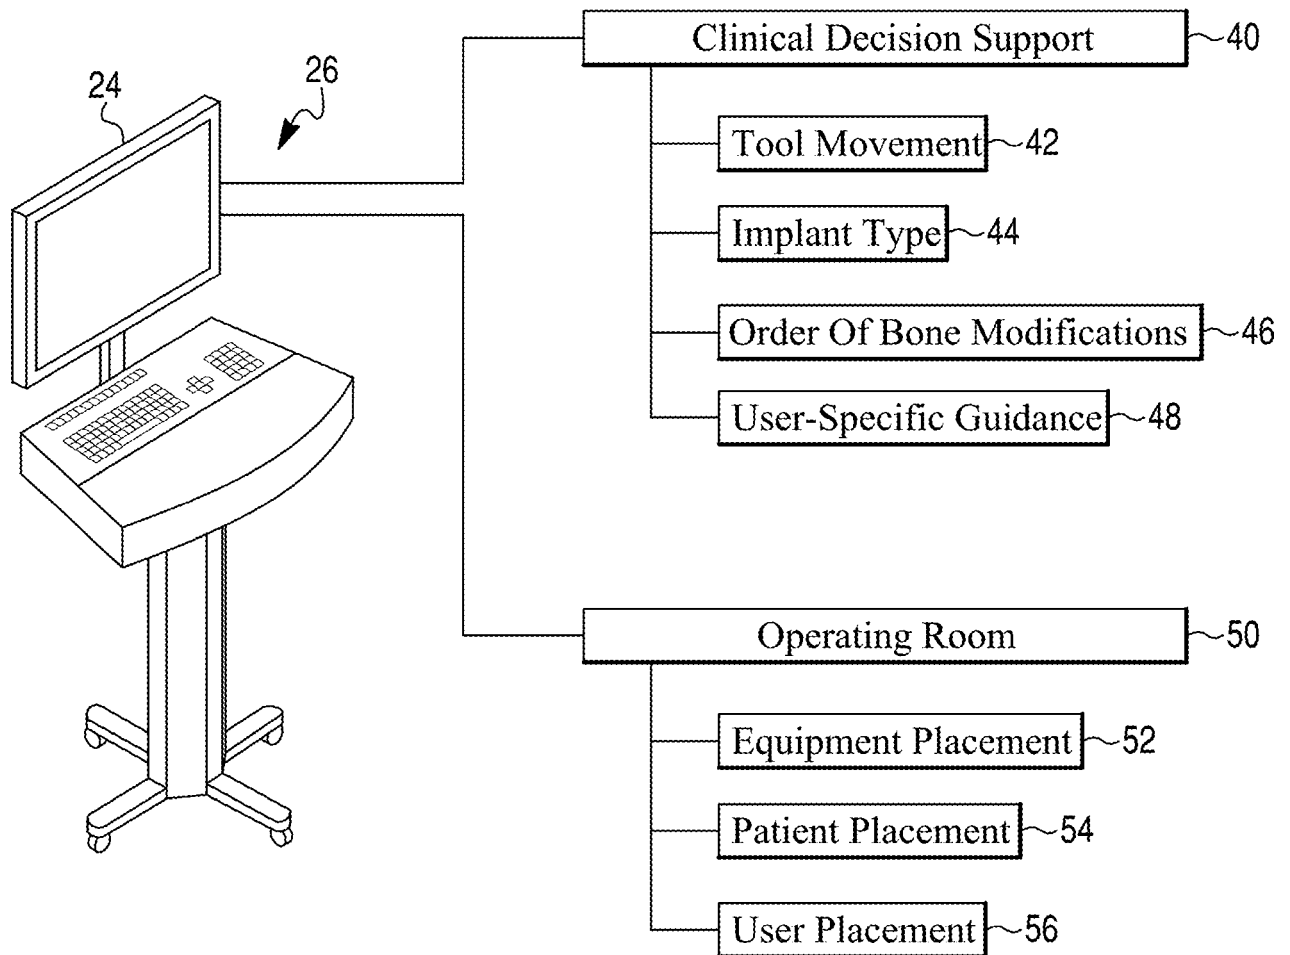 24
26
Clinical Decision Support 40
Tool Movement 42
Implant Type 44
Order Of Bone Modifications 46
User-Specific Guidance 48
Operating Room 50
Equipment Placement 52
Patient Placement 54
User Placement 56